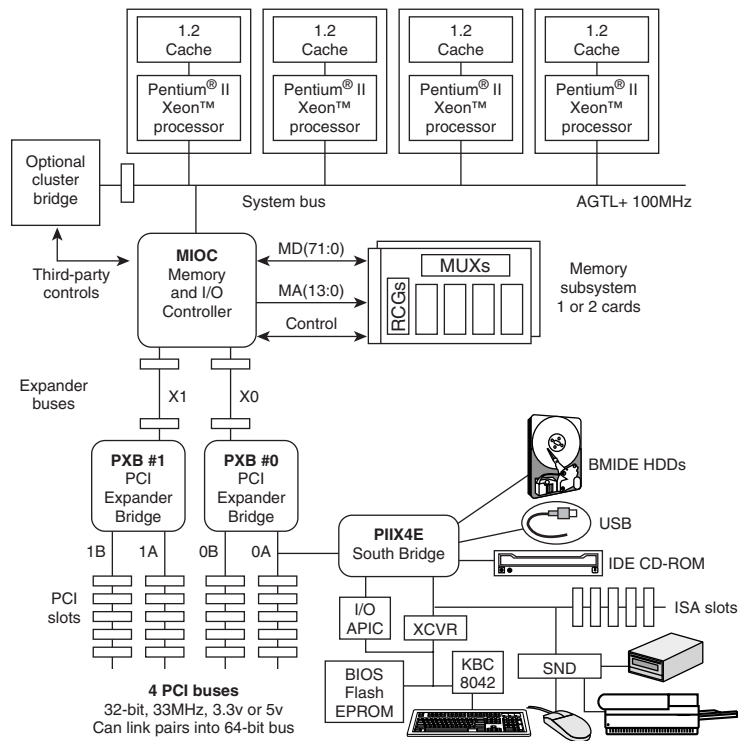 1.2
Cache
Pentium® II
Xeon™
processor
1.2
Cache
Pentium® II
Xeon™
processor
1.2
Cache
Pentium® II
Xeon™
processor
1.2
Cache
Pentium® II
Xeon™
processor
Optional
cluster
bridge
System bus
AGTL+ 100MHz
Third-party
controls
MIOC
Memory
and I/O
Controller
MD(71:0)
MA(13:0)
Control
RCGs
MUXs
Memory
subsystem
1 or 2 cards
Expander
buses
X1
X0
PXB #1
PCI
Expander
Bridge
PXB #0
PCI
Expander
Bridge
1B
1A
0B
0A
PCI
slots
4 PCI buses
32-bit, 33MHz, 3.3v or 5v
Can link pairs into 64-bit bus
PIIX4E
South Bridge
BMIDE HDDs
USB
IDE CD-ROM
ISA slots
I/O
APIC
XCVR
SND
BIOS
Flash
EPROM
KBC
8042